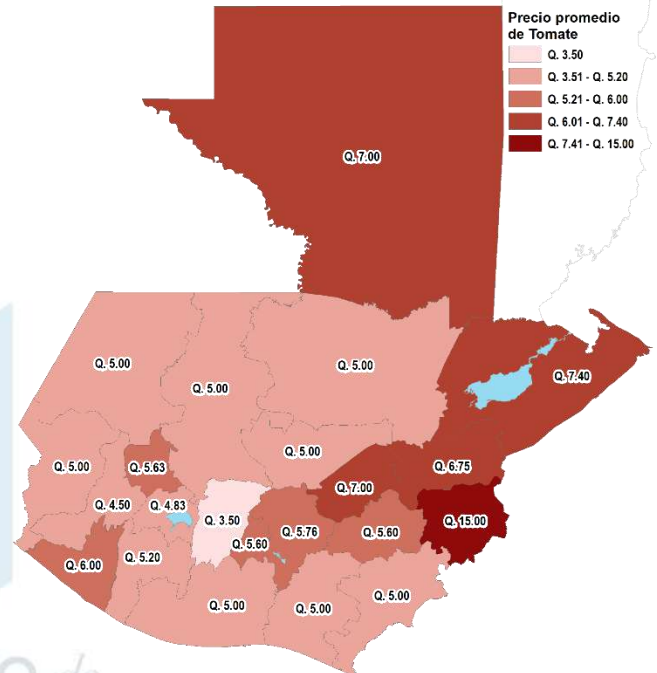 Precio promedio
de Tomate
Q. 3.50
Q. 3.51 - Q. 5.20
Q. 5.21 - Q. 6.00
Q. 6.01 - Q. 7.40
Q. 7.41 - Q. 15.00
Q. 7.00
Q. 5.00
Q. 5.00
Q. 5.00
Q. 7.40
Q. 5.00
Q. 5.63
Q. 5.00
Q. 6.75
Q. 4.50
Q. 4.83
Q. 7.00
Q. 3.50
Q. 15.00
Q. 5.60
Q. 5.76
Q. 5.60
Q. 6.00
Q. 5.20
Q. 5.00
Q. 5.00
Q. 5.00